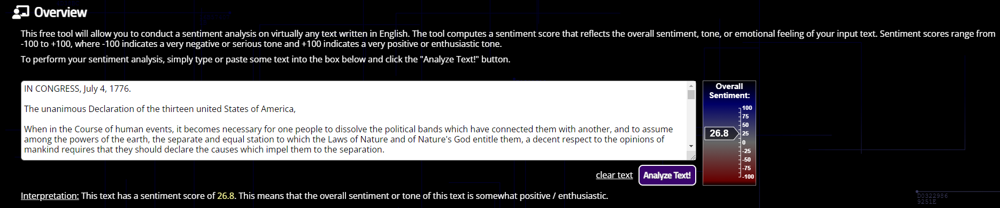 Overview
This free tool will allow you to conduct a sentiment analysis on virtually any text written in English. The tool computes a sentiment score that reflects the overall sentiment, tone, or emotional feeling of your input text. Sentiment scores range from
-100 to +100, where -100 indicates a very negative or serious tone and +100 indicates a very positive or enthusiastic tone.
To perform your sentiment analysis, simply type or paste some text into the box below and click the "Analyze Text!" button.
IN CONGRESS, July 4, 1776.
The unanimous Declaration of the thirteen united States of America,
When in the Course of human events, it becomes necessary for one people to dissolve the political bands which have connected them with another, and to assume
among the powers of the earth, the separate and equal station to which the Laws of Nature and of Nature's God entitle them, a decent respect to the opinions of
mankind requires that they should declare the causes which impel them to the separation.
Overall
Sentiment:
100
75
50
26.8
25
0
-25
-50
-75
-100
clear text
Analyze Text!
Interpretation: This text has a sentiment score of 26.8. This means that the overall sentiment or tone of this text is somewhat positive / enthusiastic.
D0322986
9251E